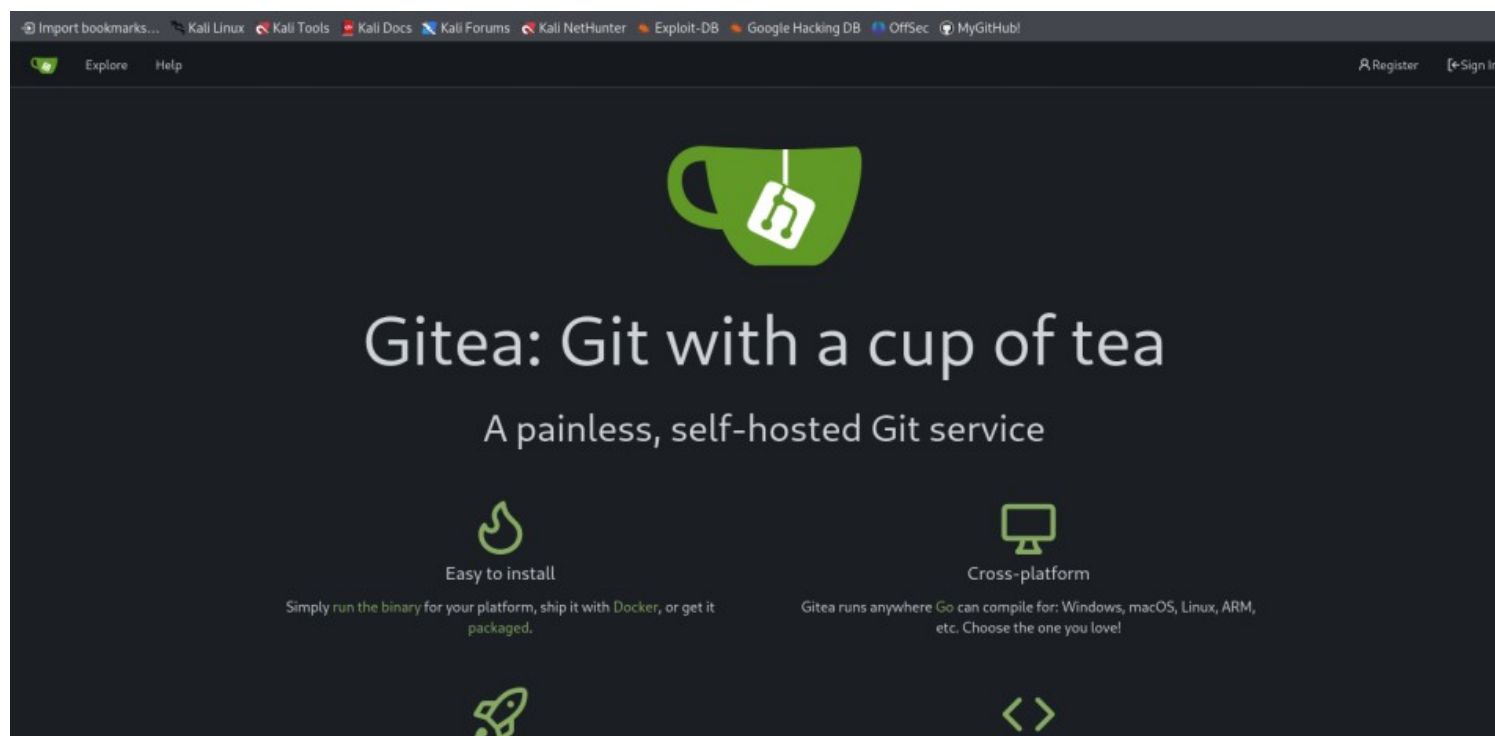 Import bookmarks... Kali Linux Kali Tools Kali Docs Kali Forums Kali NetHunter Exploit-DB Google Hacking DB OffSec MyGitHub!
Explore Help Register Sign In
Gitea: Git with a cup of tea
A painless, self-hosted Git service
Easy to install
Simply run the binary for your platform, ship it with Docker, or get it
packaged.
Cross-platform
Gitea runs anywhere Go can compile for: Windows, macOS, Linux, ARM,
etc. Choose the one you love!